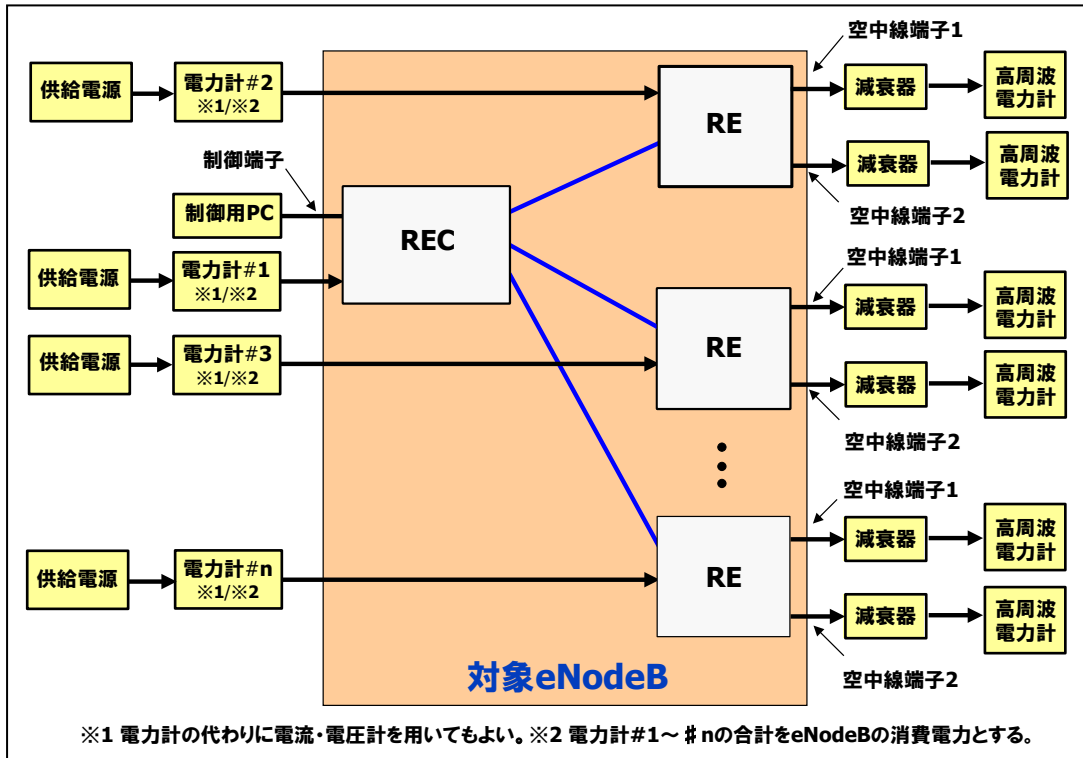 空中線端子1
供給電源
電力計#2
※1/※2
RE
減衰器
高周波
電力計
制御端子
減衰器
高周波
電力計
制御用PC
空中線端子2
REC
空中線端子1
供給電源
電力計#1
※1/※2
減衰器
高周波
電力計
RE
供給電源
電力計#3
※1/※2
減衰器
高周波
電力計
空中線端子2
空中線端子1
減衰器
高周波
電力計
供給電源
電力計#n
※1/※2
RE
減衰器
高周波
電力計
対象eNodeB
空中線端子2
※1 電力計の代わりに電流・電圧計を用いてもよい。※2 電力計#1～♯nの合計をeNodeBの消費電力とする。